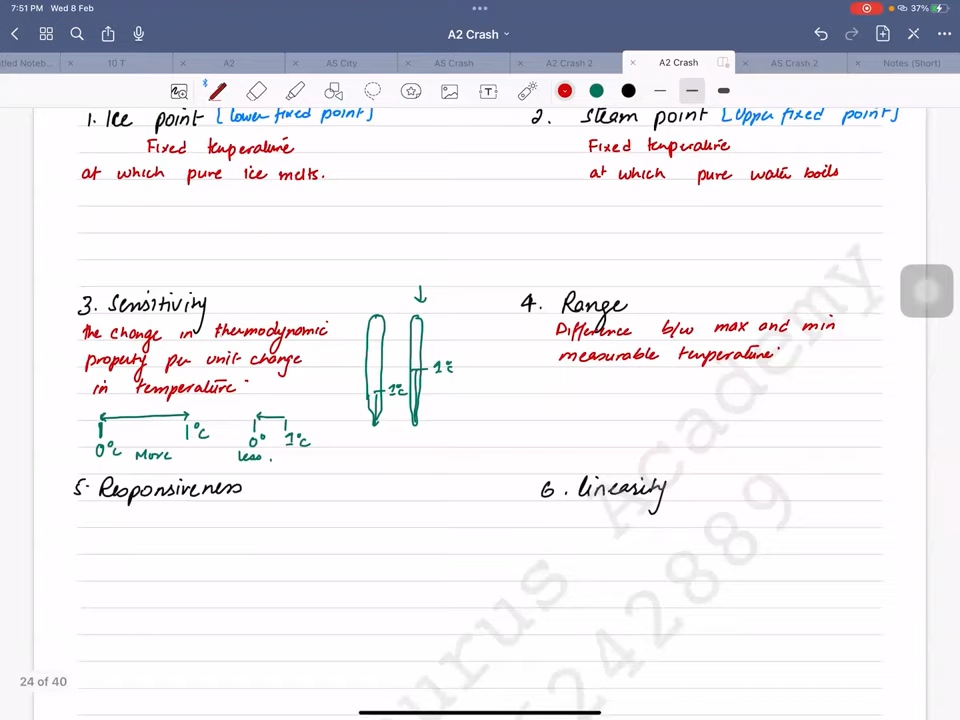 7:51 PM Wed 8 Feb
37%
A2 Crash
10 T
A2
AS City
AS Crash
A2 Crash 2
A2 Crash
AS Crash 2
Notes (Short)
1. Ice point [lower fixed point]
Fixed temperature
at which pure ice melts.
2. Steam point [Upper fixed point]
Fixed temperature
at which pure water boils
3. Sensitivity
the change in thermodynamic
property per unit change
in temperature
0°C 1°C
More
0° 1°C
less.
1°C
1°C
4. Range
Difference b/w max and min
measurable temperature
5. Responsiveness
6. linearity
urus Academy
242889
24 of 40